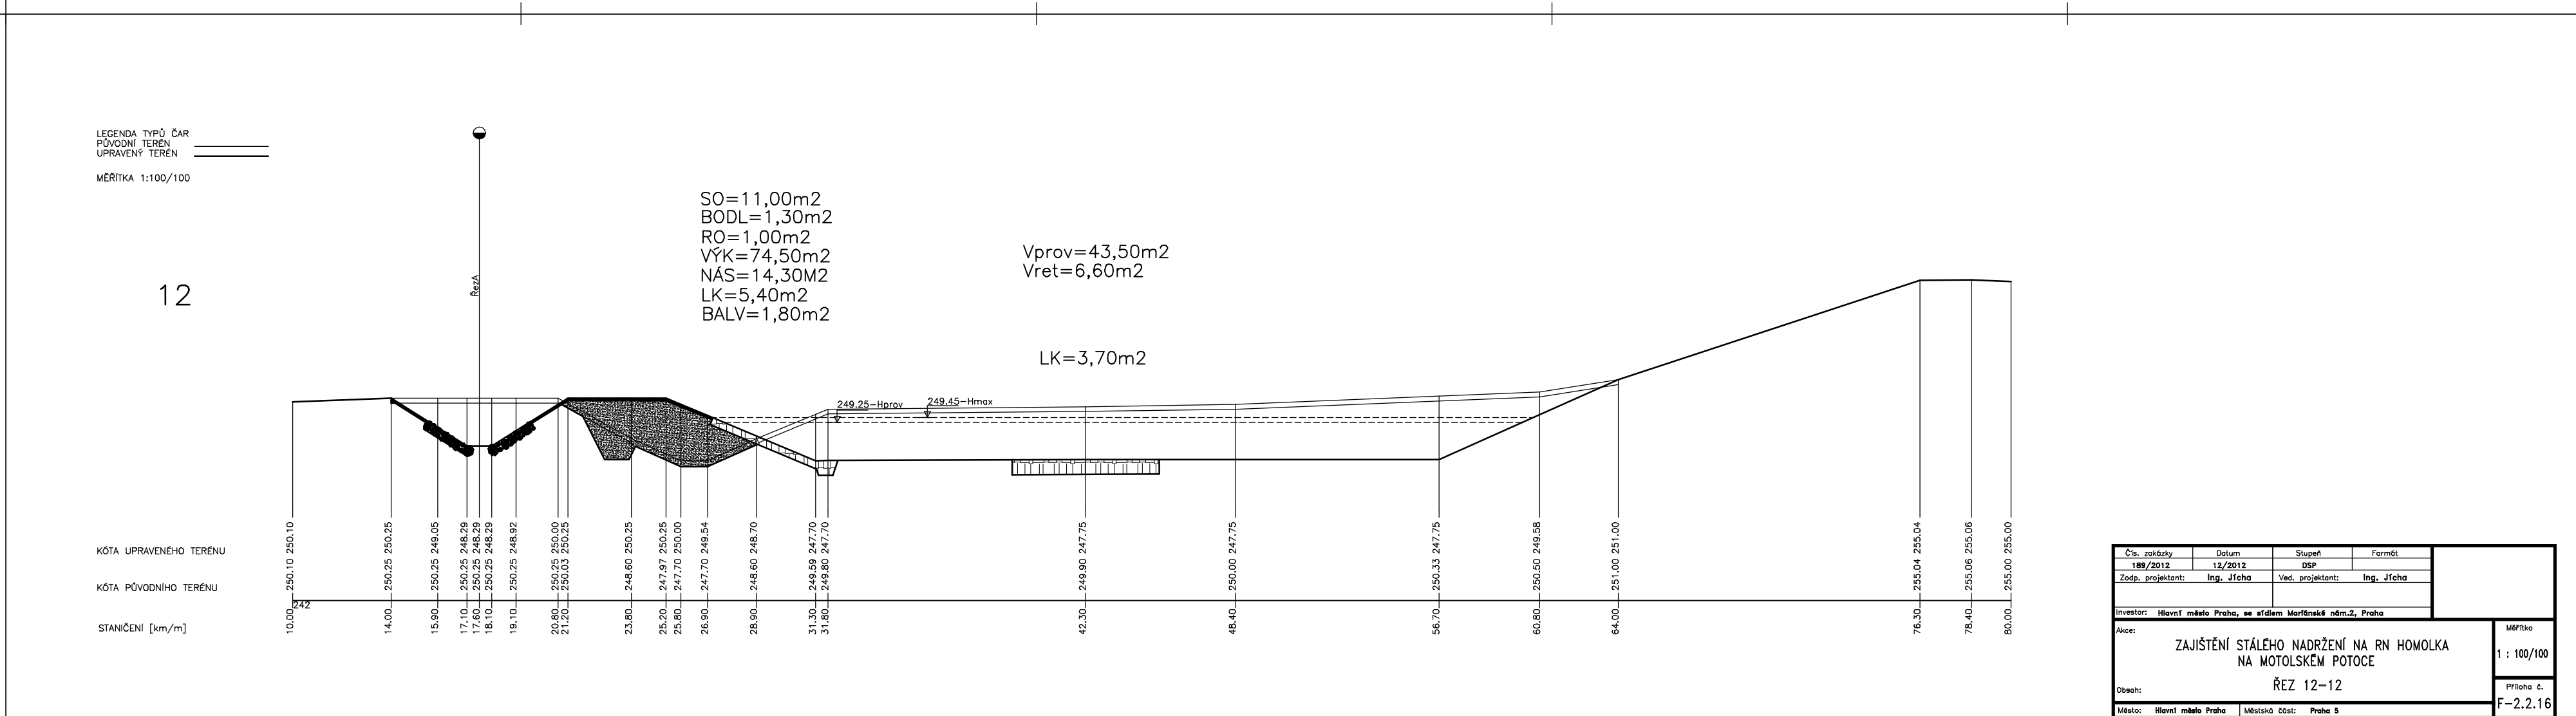 LEGENDA TYPŮ ČAR
PŮVODNÍ TERÉN
UPRAVENÝ TERÉN
MĚŘÍTKA 1:100/100
12
ŘezA
SO=11,00m2
BODL=1,30m2
RO=1,00m2
VÝK=74,50m2
NÁS=14,30M2
LK=5,40m2
BALV=1,80m2
Vprov=43,50m2
Vret=6,60m2
LK=3,70m2
249.25-Hprov
249.45-Hmax
KÓTA UPRAVENÉHO TERÉNU
250.10 250.25 249.05 248.29 248.29 248.29 248.92 250.00 250.25 250.25 250.25 250.00 249.54 248.70 247.70 247.70 247.75 247.75 247.75 249.58 251.00 255.04 255.06 255.00
KÓTA PŮVODNÍHO TERÉNU
250.10 250.25 250.25 250.25 250.25 250.25 250.25 250.25 250.03 248.60 247.97 247.70 247.70 248.60 249.59 249.80 249.90 250.00 250.33 250.50 251.00 255.04 255.06 255.00
242
STANIČENÍ [km/m]
10.00 14.00 15.90 17.10 17.60 18.10 19.10 20.80 21.20 23.80 25.20 25.80 26.90 28.90 31.30 31.80 42.30 48.40 56.70 60.80 64.00 76.30 78.40 80.00
Čís. zakázky Datum Stupeň Formát
189/2012 12/2012 DSP
Zodp. projektant: Ing. Jícha Ved. projektant: Ing. Jícha
Investor: Hlavní město Praha, se sídlem Mariánské nám.2, Praha
Akce:
ZAJIŠTĚNÍ STÁLÉHO NADRŽENÍ NA RN HOMOLKA
NA MOTOLSKÉM POTOCE
Měřítko
1 : 100/100
Obsah:
ŘEZ 12-12
Příloha č.
F-2.2.16
Město: Hlavní město Praha Městská část: Praha 5